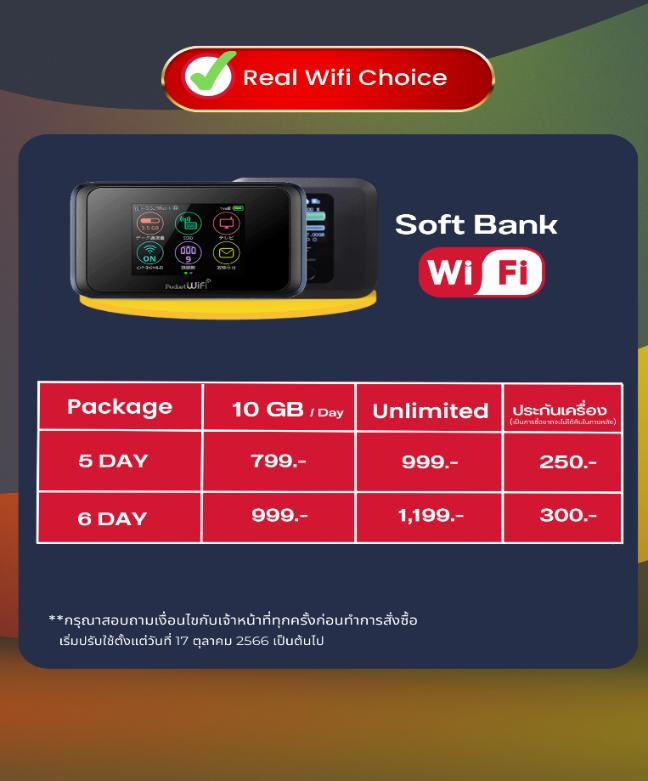 Real Wifi Choice
Soft Bank
Wi Fi
3.5 GB
ON
9
Pocket WiFi
Package 10 GB / Day Unlimited ประกันเครื่อง
5 DAY 799.- 999.- 250.-
6 DAY 999.- 1,199.- 300.-
**กรุณาสอบถามเงื่อนไขกับเจ้าหน้าที่ทุกครั้งก่อนทำการสั่งซื้อ
เริ่มปรับใช้ตั้งแต่วันที่ 17 ตุลาคม 2566 เป็นต้นไป